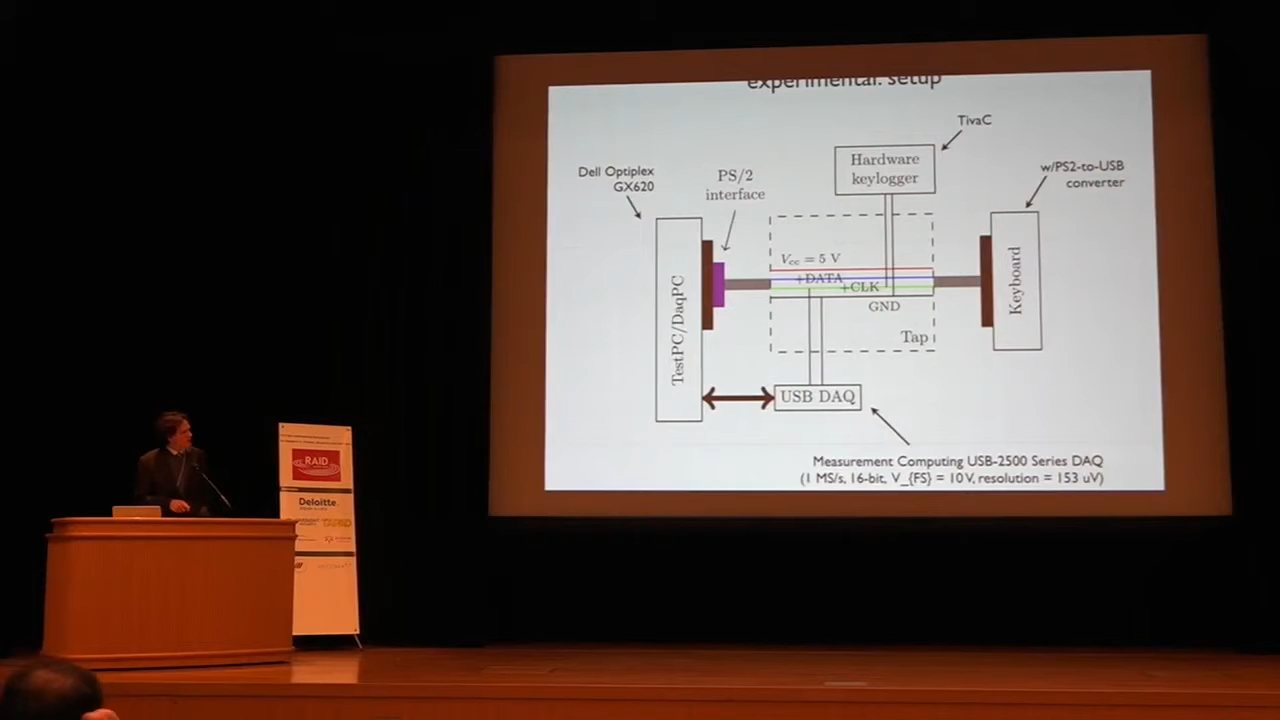 experimental setup
TivaC
Hardware
keylogger
Dell Optiplex
GX620
PS/2
interface
w/PS2-to-USB
converter
V_cc = 5 V
+DATA
+CLK
GND
Tap
TestPC/DaqPC
Keyboard
USB DAQ
Measurement Computing USB-2500 Series DAQ
(1 MS/s, 16-bit, V_{FS} = 10V, resolution = 153 uV)
RAID
Deloitte.